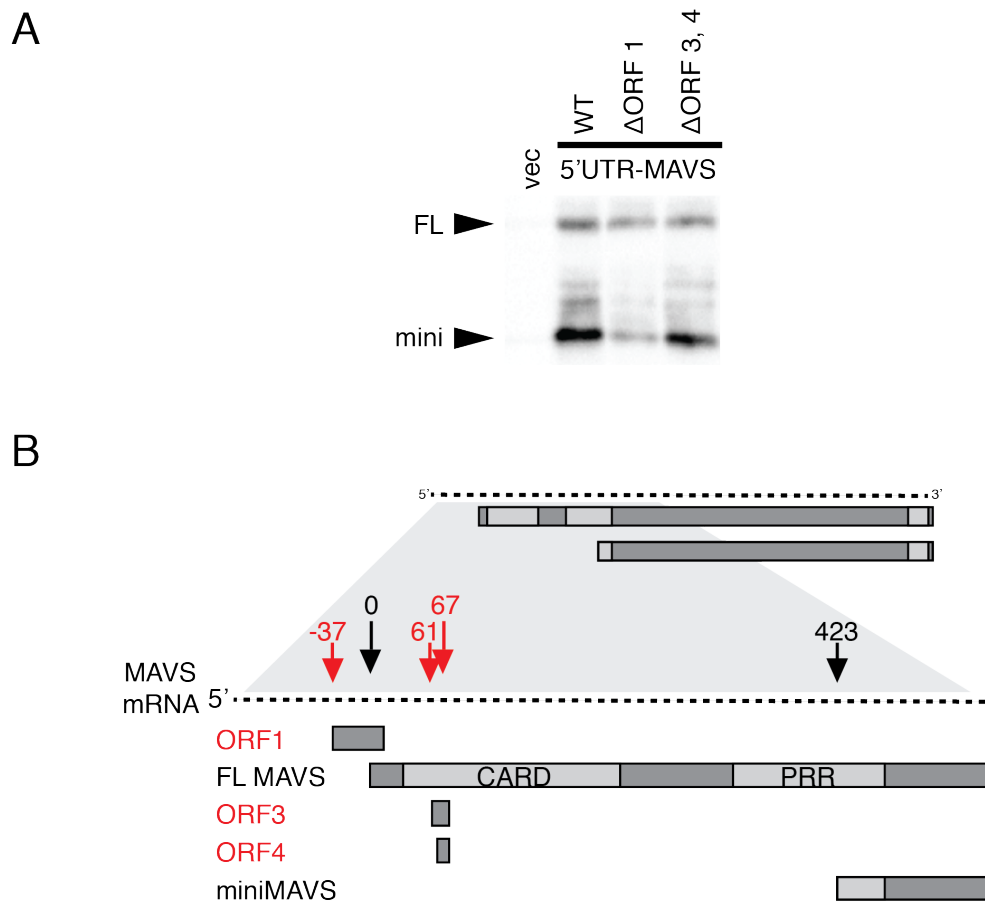 A
vec
WT
ΔORF 1
ΔORF 3, 4
5’UTR-MAVS
FL
mini
B
5’
3’
-37
0
61
67
423
MAVS
mRNA
5’
ORF1
FL MAVS
CARD
PRR
ORF3
ORF4
miniMAVS